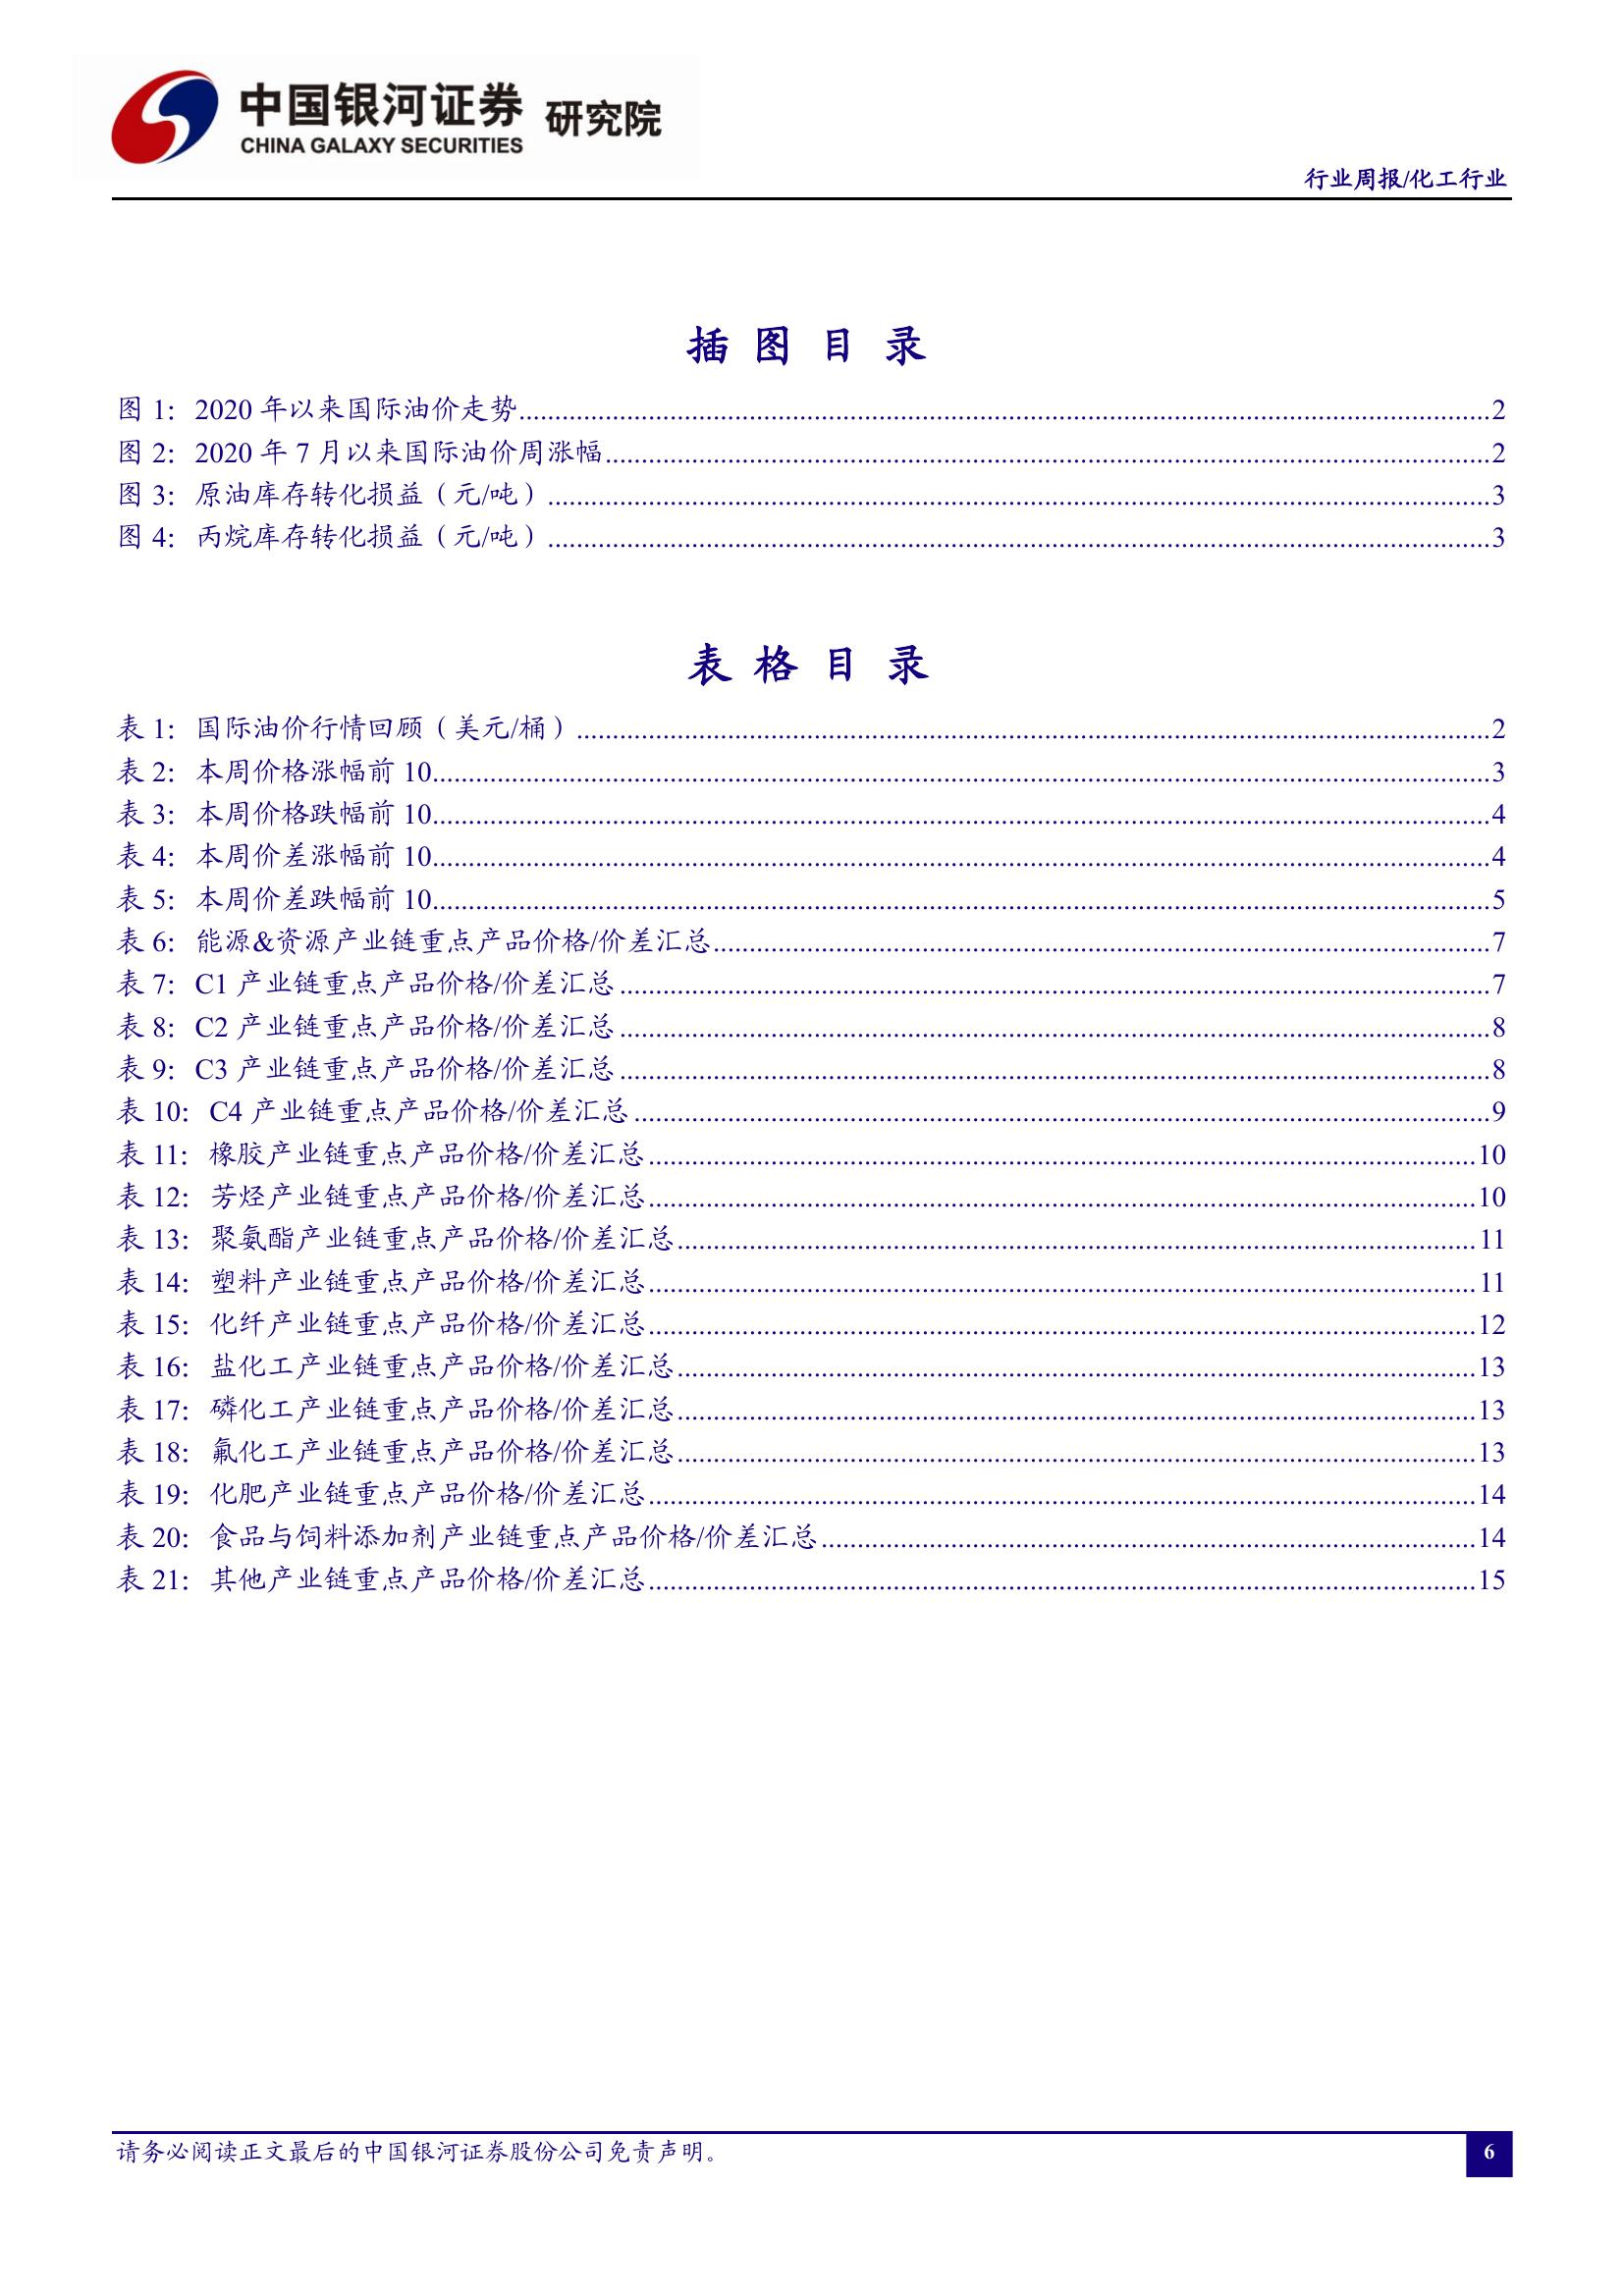 中国银河证券 研究院
CHINA GALAXY SECURITIES
行业周报/化工行业
插 图 目 录
图 1: 2020 年以来国际油价走势2
图 2: 2020 年 7 月以来国际油价周涨幅2
图 3: 原油库存转化损益（元/吨）3
图 4: 丙烷库存转化损益（元/吨）3
表 格 目 录
表 1: 国际油价行情回顾（美元/桶）2
表 2: 本周价格涨幅前 10 3
表 3: 本周价格跌幅前 10 4
表 4: 本周价差涨幅前 10 4
表 5: 本周价差跌幅前 10 5
表 6: 能源&资源产业链重点产品价格/价差汇总 7
表 7: C1 产业链重点产品价格/价差汇总 7
表 8: C2 产业链重点产品价格/价差汇总 8
表 9: C3 产业链重点产品价格/价差汇总 8
表 10: C4 产业链重点产品价格/价差汇总 9
表 11: 橡胶产业链重点产品价格/价差汇总 10
表 12: 芳烃产业链重点产品价格/价差汇总 10
表 13: 聚氨酯产业链重点产品价格/价差汇总 11
表 14: 塑料产业链重点产品价格/价差汇总 11
表 15: 化纤产业链重点产品价格/价差汇总 12
表 16: 盐化工产业链重点产品价格/价差汇总 13
表 17: 磷化工产业链重点产品价格/价差汇总 13
表 18: 氟化工产业链重点产品价格/价差汇总 13
表 19: 化肥产业链重点产品价格/价差汇总 14
表 20: 食品与饲料添加剂产业链重点产品价格/价差汇总 14
表 21: 其他产业链重点产品价格/价差汇总 15
请务必阅读正文最后的中国银河证券股份公司免责声明。
6